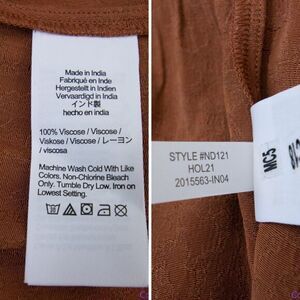 Made in India
Fabriqué en Inde
Hergestellt in Indien
Vervaardigd in India
インド製
hecho en india
100% Viscose / Viscose /
Viskose / Viscose / レーヨン
/ viscosa
Machine Wash Cold With Like
Colors. Non-Chlorine Bleach
Only. Tumble Dry Low. Iron on
Lowest Setting.
STYLE #ND121
HOL21
2015563-IN04
MC5